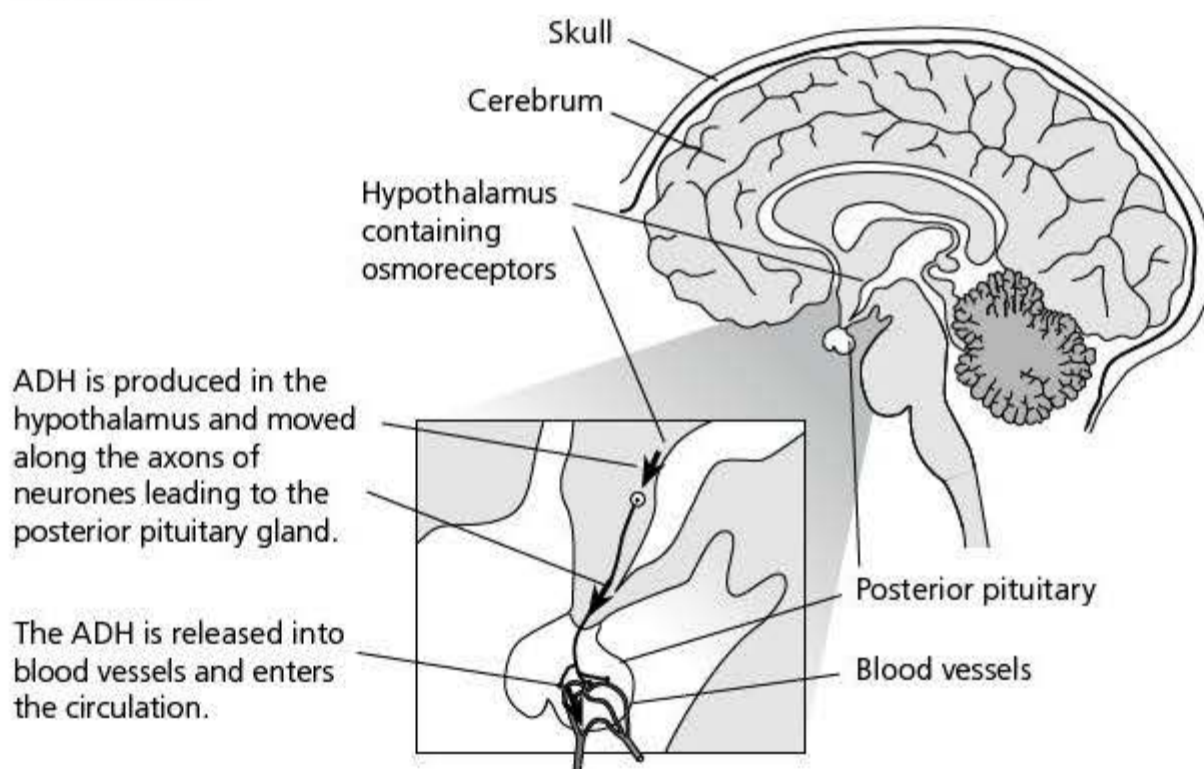 Skull
Cerebrum
Hypothalamus
containing
osmoreceptors
ADH is produced in the
hypothalamus and moved
along the axons of
neurones leading to the
posterior pituitary gland.
Posterior pituitary
The ADH is released into
blood vessels and enters
the circulation.
Blood vessels